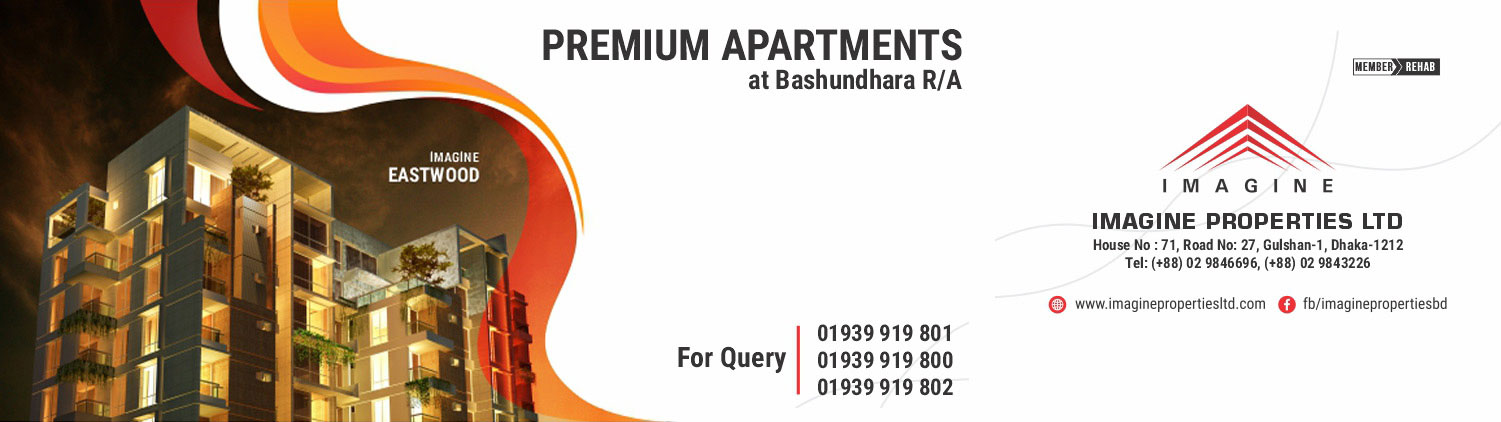 PREMIUM APARTMENTS
at Bashundhara R/A
IMAGINE
EASTWOOD
For Query
01939 919 801
01939 919 800
01939 919 802
MEMBER REHAB
IMAGINE
IMAGINE PROPERTIES LTD
House No : 71, Road No: 27, Gulshan-1, Dhaka-1212
Tel: (+88) 02 9846696, (+88) 02 9843226
www.imaginepropertiesltd.com
fb/imaginepropertiesbd